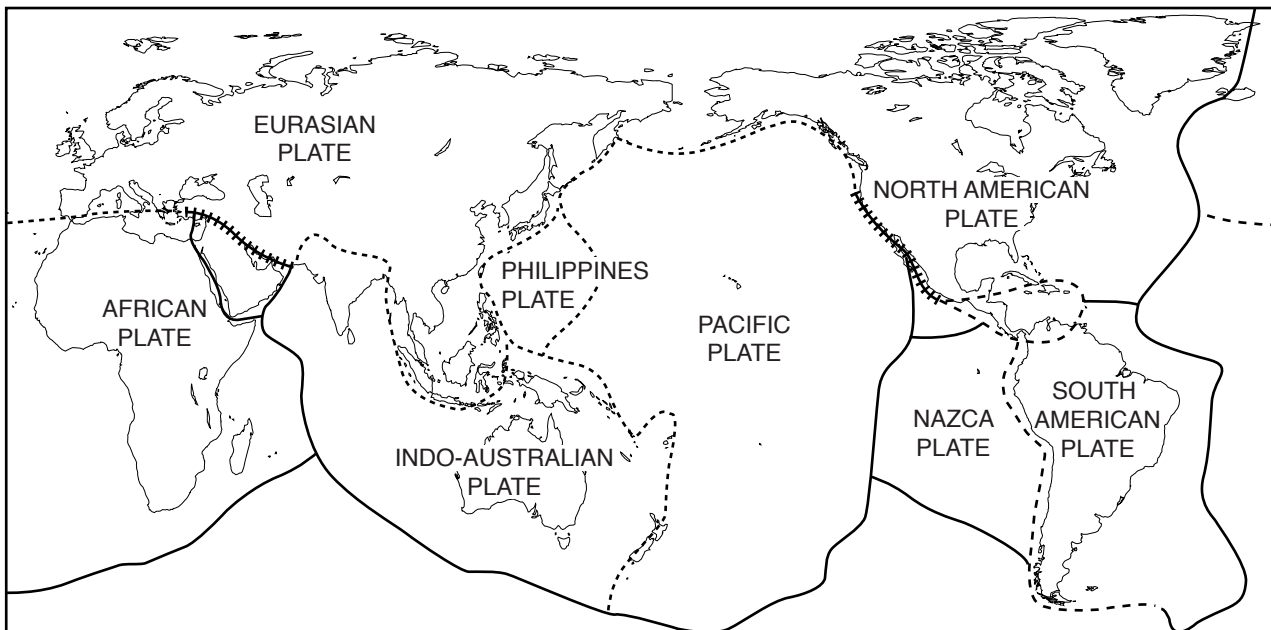 EURASIAN
PLATE
NORTH AMERICAN
PLATE
PHILIPPINES
PLATE
AFRICAN
PLATE
PACIFIC
PLATE
SOUTH
AMERICAN
PLATE
NAZCA
PLATE
INDO-AUSTRALIAN
PLATE